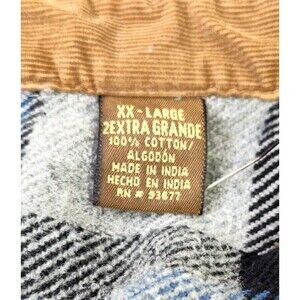 XX-LARGE
2EXTRA GRANDE
100% COTTON/
ALGODÓN
MADE IN INDIA
HECHO EN INDIA
RN # 93677